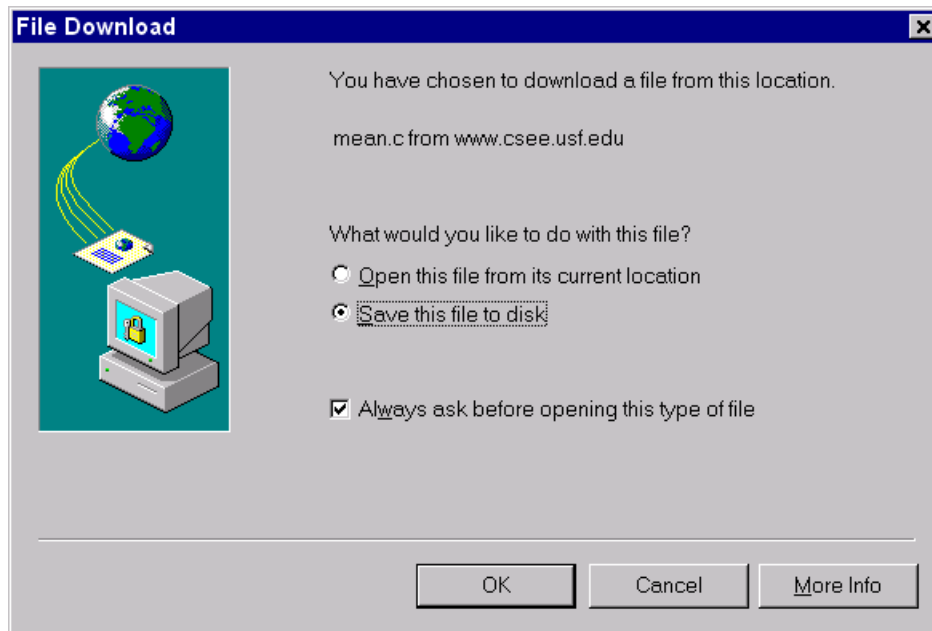 File Download
You have chosen to download a file from this location.
mean.c from www.csee.usf.edu
What would you like to do with this file?
Open this file from its current location
Save this file to disk
Always ask before opening this type of file
OK Cancel More Info